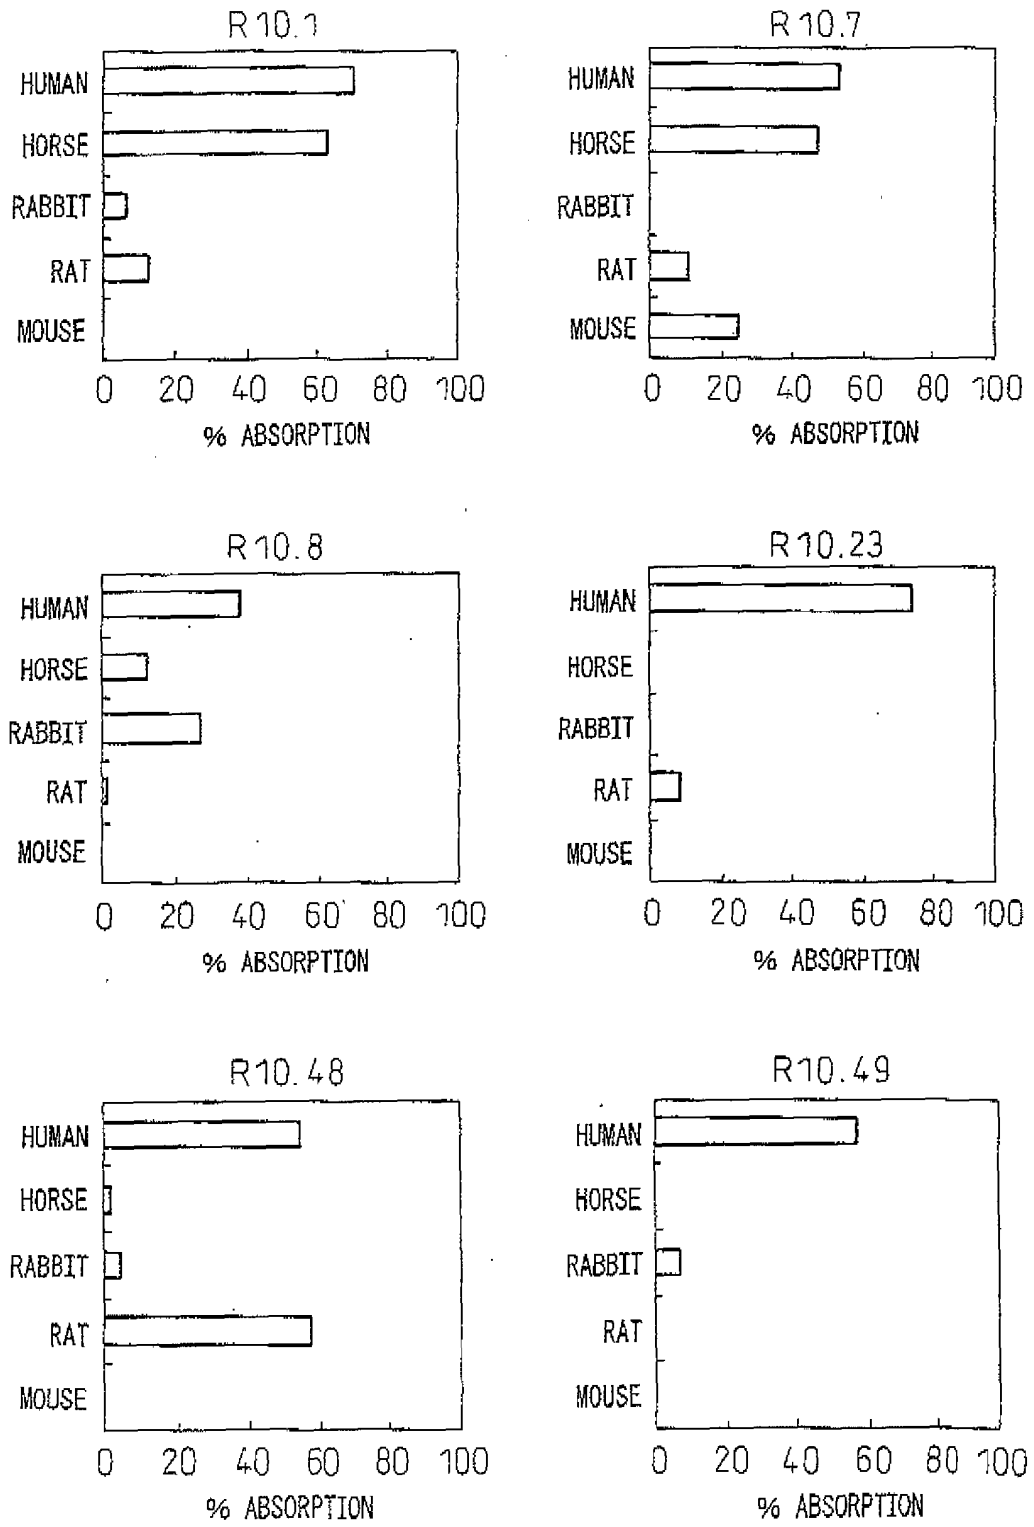 R10.1
HUMAN
HORSE
RABBIT
RAT
MOUSE
0 20 40 60 80 100
% ABSORPTION
R10.7
HUMAN
HORSE
RABBIT
RAT
MOUSE
0 20 40 60 80 100
% ABSORPTION
R10.8
HUMAN
HORSE
RABBIT
RAT
MOUSE
0 20 40 60 80 100
% ABSORPTION
R10.23
HUMAN
HORSE
RABBIT
RAT
MOUSE
0 20 40 60 80 100
% ABSORPTION
R10.48
HUMAN
HORSE
RABBIT
RAT
MOUSE
0 20 40 60 80 100
% ABSORPTION
R10.49
HUMAN
HORSE
RABBIT
RAT
MOUSE
0 20 40 60 80 100
% ABSORPTION